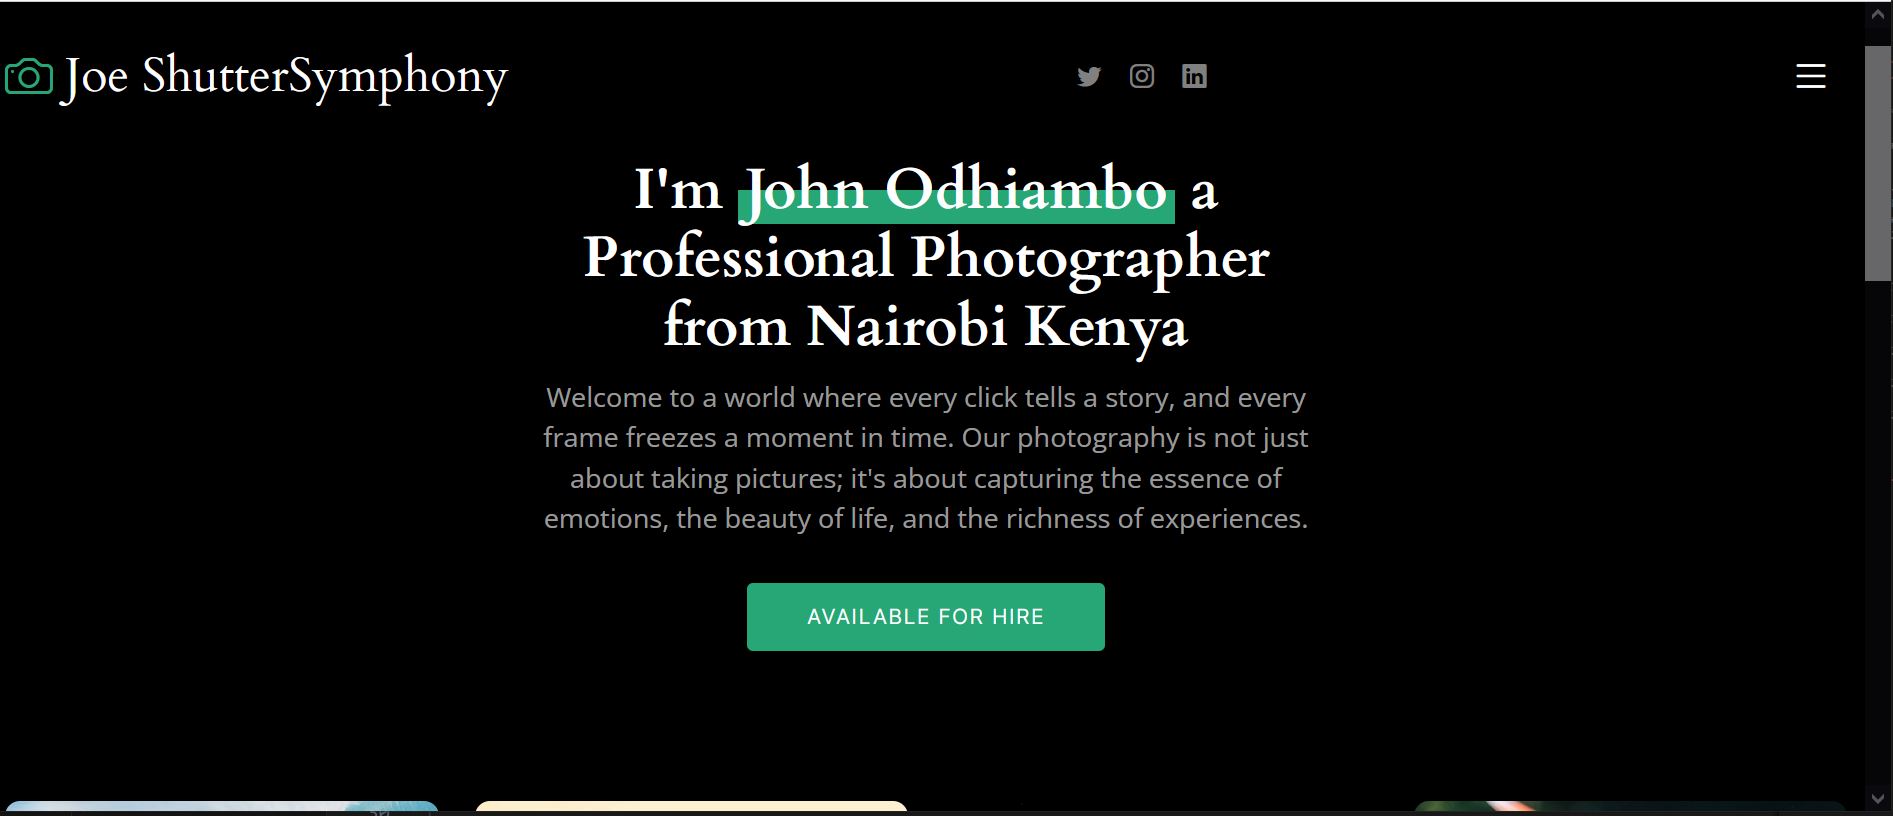 Joe ShutterSymphony
I'm John Odhiambo a
Professional Photographer
from Nairobi Kenya
Welcome to a world where every click tells a story, and every
frame freezes a moment in time. Our photography is not just
about taking pictures; it's about capturing the essence of
emotions, the beauty of life, and the richness of experiences.
AVAILABLE FOR HIRE